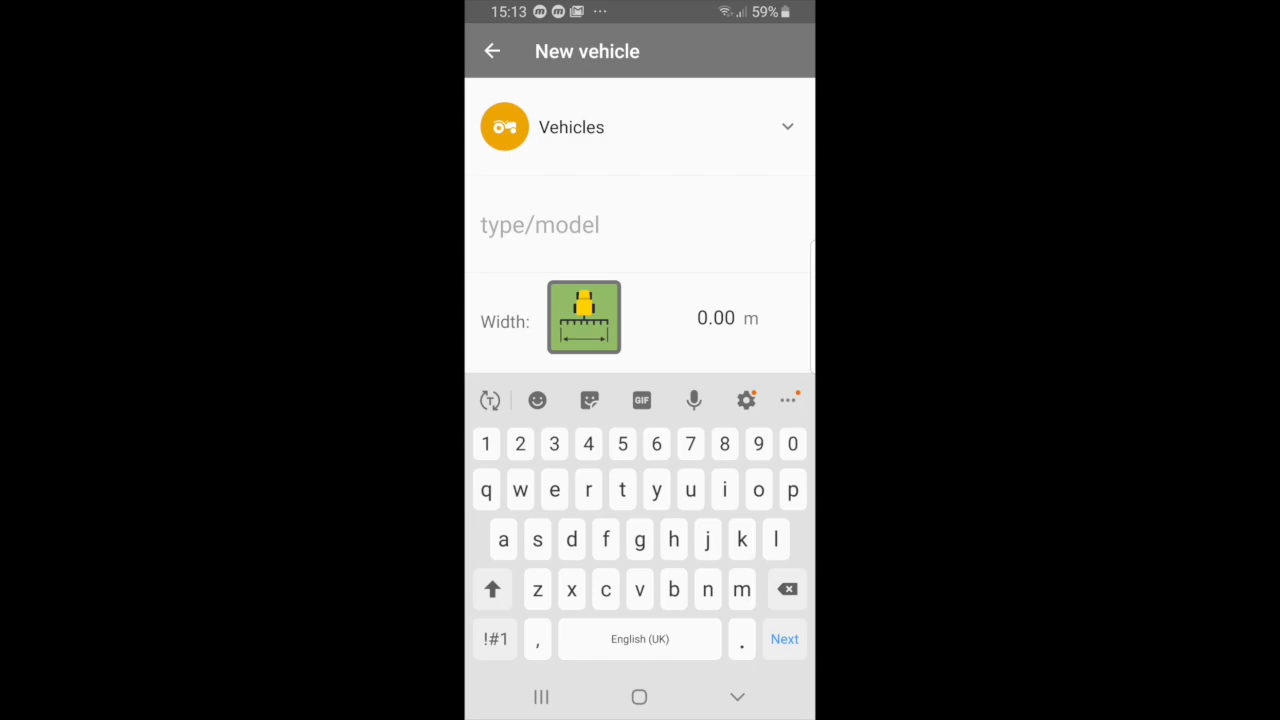 15:13 ... 59%
New vehicle
Vehicles
type/model
Width: 0.00 m
GIF
1 2 3 4 5 6 7 8 9 0
q w e r t y u i o p
a s d f g h j k l
z x c v b n m
!#1 , English (UK) . Next